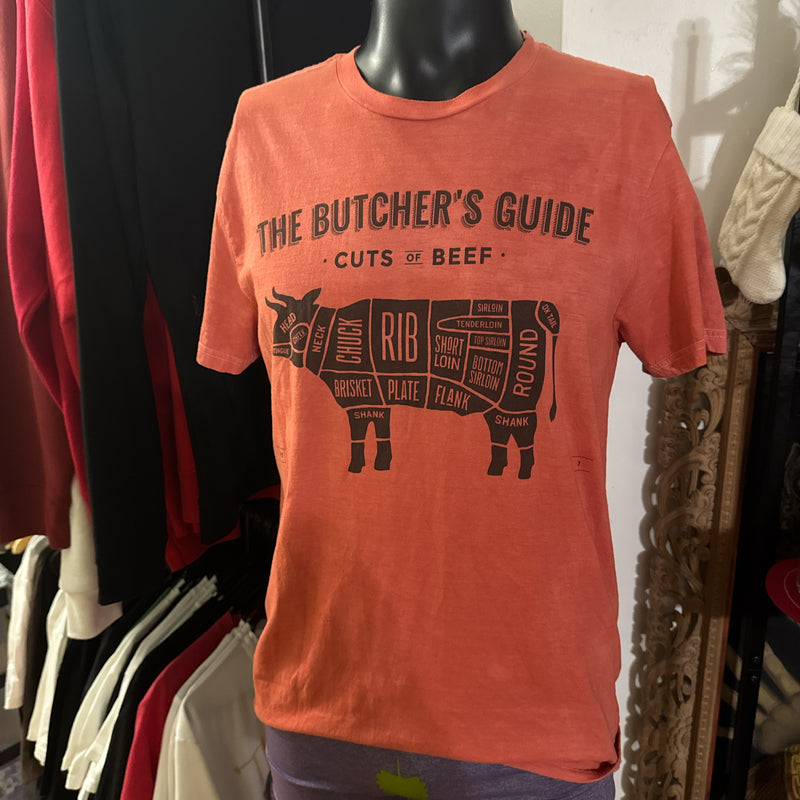 THE BUTCHER'S GUIDE
· CUTS OF BEEF ·
HEAD
CHEEK
TONGUE
NECK
CHUCK
RIB
SHORT
LOIN
SIRLOIN
TENDERLOIN
TOP SIRLOIN
BOTTOM
SIRLOIN
ROUND
OX TAIL
BRISKET
PLATE
FLANK
SHANK
SHANK